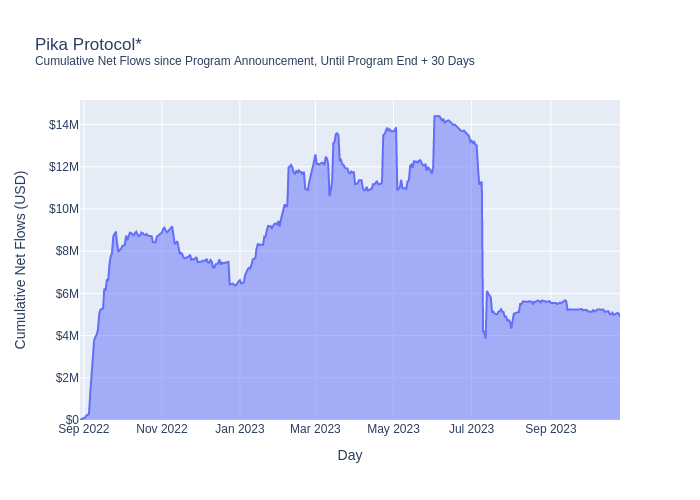 Pika Protocol*
Cumulative Net Flows since Program Announcement, Until Program End + 30 Days
Cumulative Net Flows (USD)
$14M
$12M
$10M
$8M
$6M
$4M
$2M
$0
Sep 2022 Nov 2022 Jan 2023 Mar 2023 May 2023 Jul 2023 Sep 2023
Day